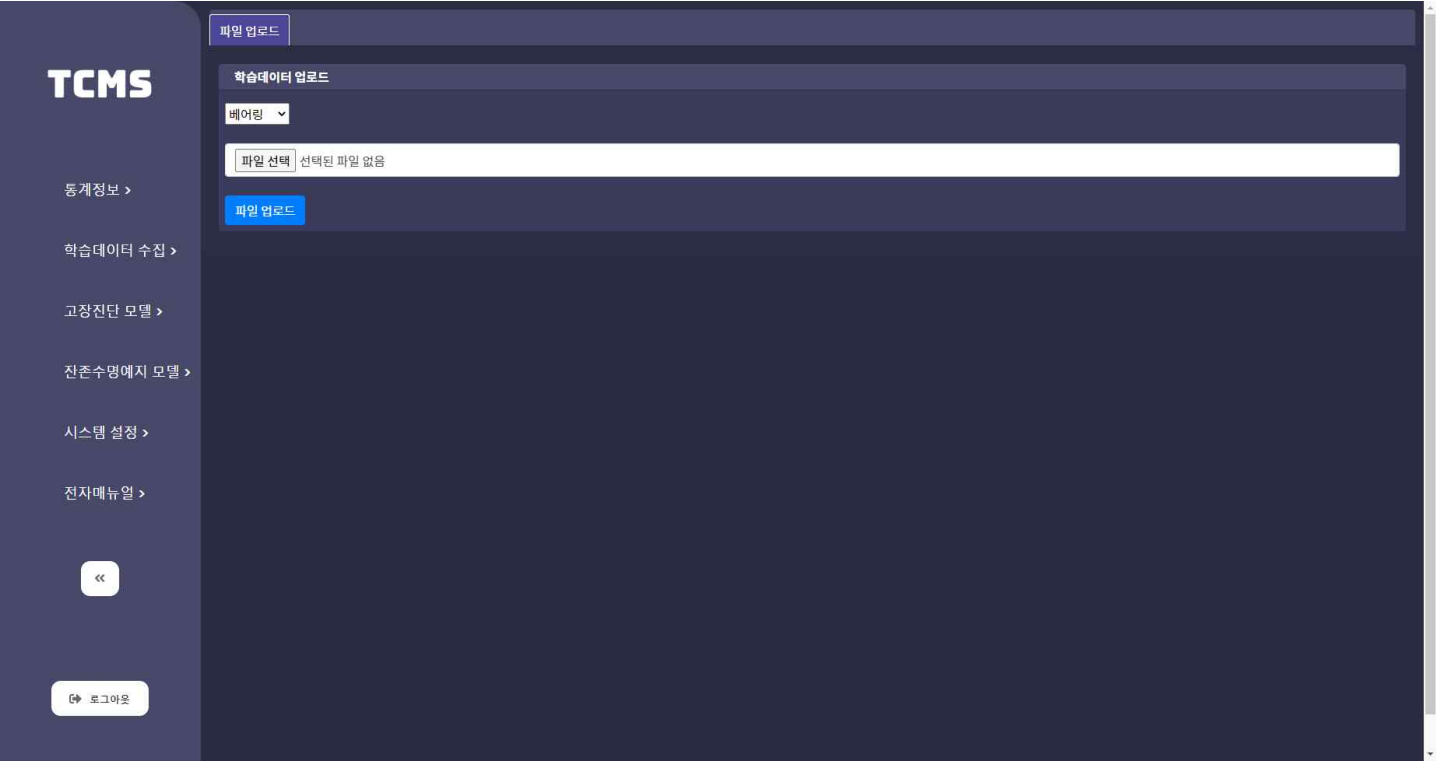 TCMS
통계정보 >
학습데이터 수집 >
고장진단 모델 >
잔존수명예지 모델 >
시스템 설정 >
전자매뉴얼 >
«
로그아웃
파일 업로드
학습데이터 업로드
베어링
파일 선택 선택된 파일 없음
파일 업로드